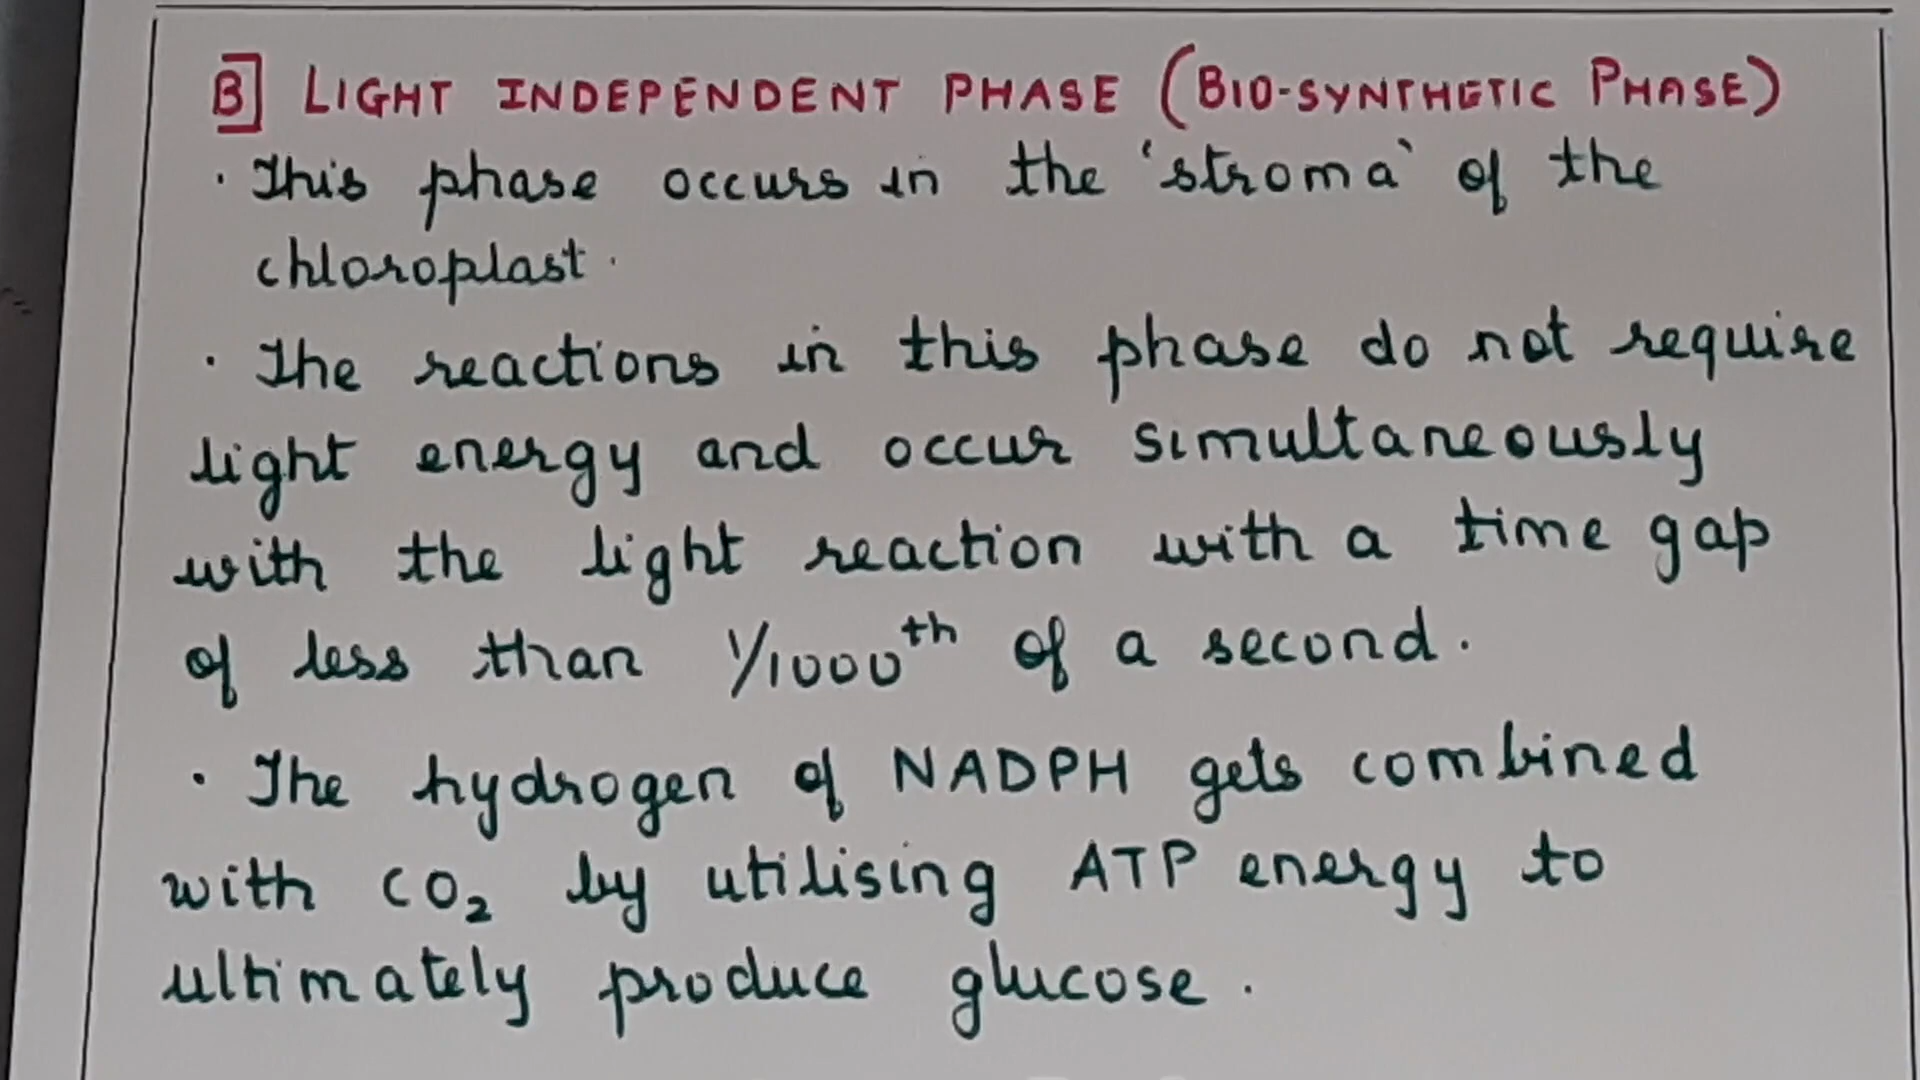 B] LIGHT INDEPENDENT PHASE (BIO-SYNTHETIC PHASE)
· This phase occurs in the 'stroma' of the
chloroplast.
· The reactions in this phase do not require
light energy and occur simultaneously
with the light reaction with a time gap
of less than 1/1000th of a second.
· The hydrogen of NADPH gets combined
with CO₂ by utilising ATP energy to
ultimately produce glucose.